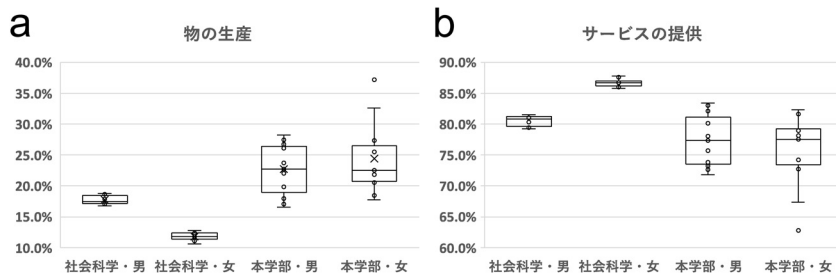 a
物の生産
40.0%
35.0%
30.0%
25.0%
20.0%
15.0%
10.0%
社会科学・男
社会科学・女
本学部・男
本学部・女
b
サービスの提供
90.0%
85.0%
80.0%
75.0%
70.0%
65.0%
60.0%
社会科学・男
社会科学・女
本学部・男
本学部・女